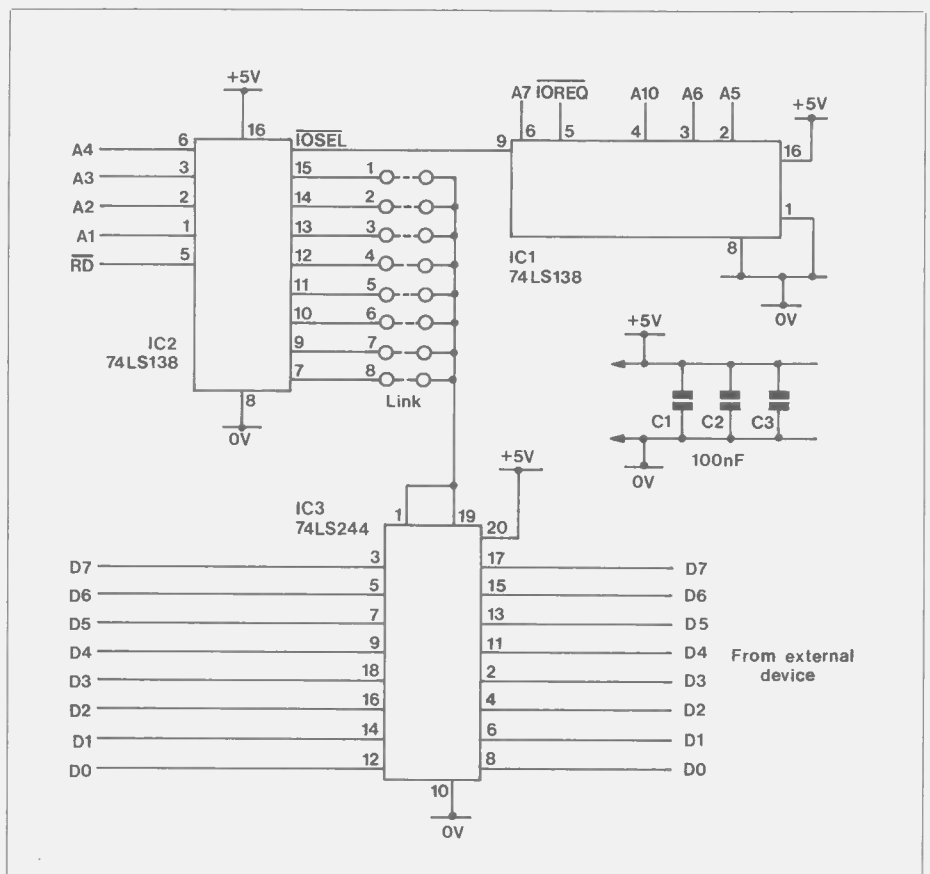 +5V
16
A4 6
A3 3
A2 2
A1 1
R̅D̅ 5
I̅O̅S̅E̅L̅
15 1
14 2
13 3
12 4
11 5
10 6
9 7
7 8
Link
IC2
74LS138
8
0V
A7 I̅O̅R̅E̅Q̅ A10 A6 A5
6 5 4 3 2
9
+5V
16
1
8
IC1
74LS138
0V
+5V
C1 C2 C3
0V
100nF
IC3
74LS244
1 19
+5V
20
D7 3 17 D7
D6 5 15 D6
D5 7 13 D5
D4 9 11 D4
D3 18 2 D3
D2 16 4 D2
D1 14 6 D1
D0 12 8 D0
From external
device
10
0V